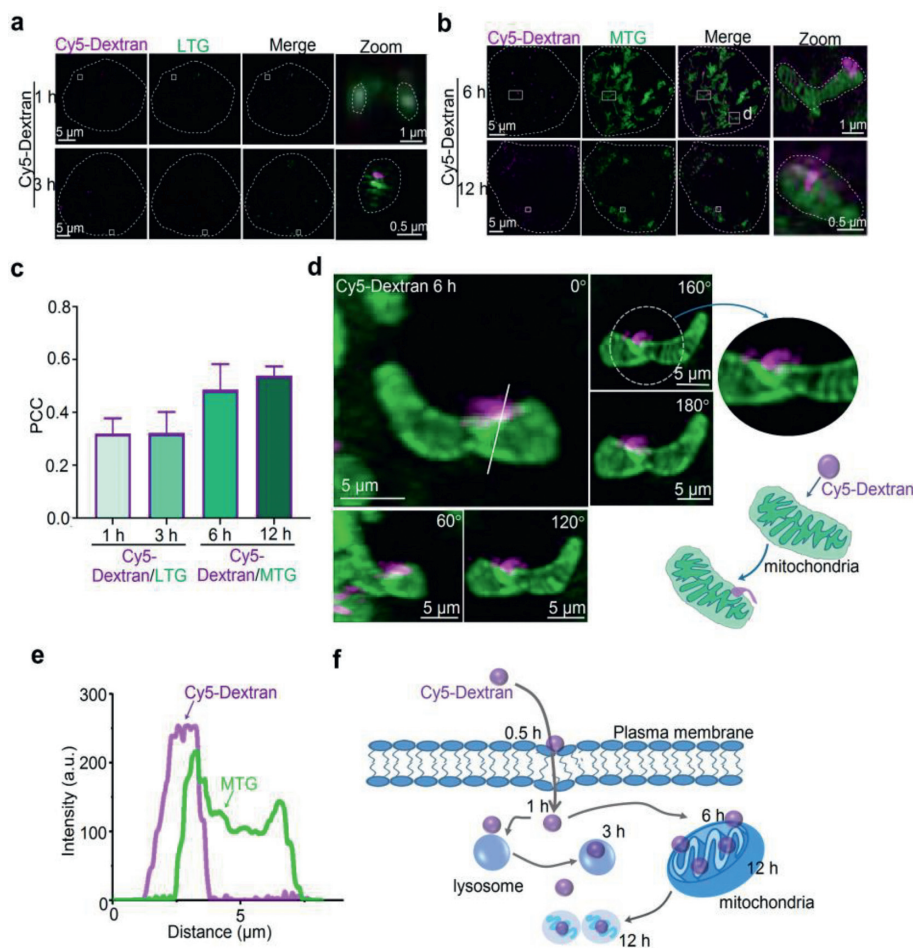 a
Cy5-Dextran LTG Merge Zoom
Cy5-Dextran
1 h
5 μm 1 μm
3 h
5 μm 0.5 μm
b
Cy5-Dextran MTG Merge Zoom
Cy5-Dextran
6 h
d
5 μm 1 μm
12 h
5 μm 0.5 μm
c
PCC
0.8
0.6
0.4
0.2
0.0
1 h 3 h 6 h 12 h
Cy5- Cy5-
Dextran/LTG Dextran/MTG
d
Cy5-Dextran 6 h 0°
5 μm
160°
5 μm
180°
5 μm
60°
5 μm
120°
5 μm
Cy5-Dextran
mitochondria
e
Cy5-Dextran
MTG
Intensity (a.u.)
300
250
200
150
100
50
0
0 5
Distance (μm)
f
Cy5-Dextran
0.5 h
Plasma membrane
1 h
3 h
6 h
12 h
lysosome
mitochondria
12 h